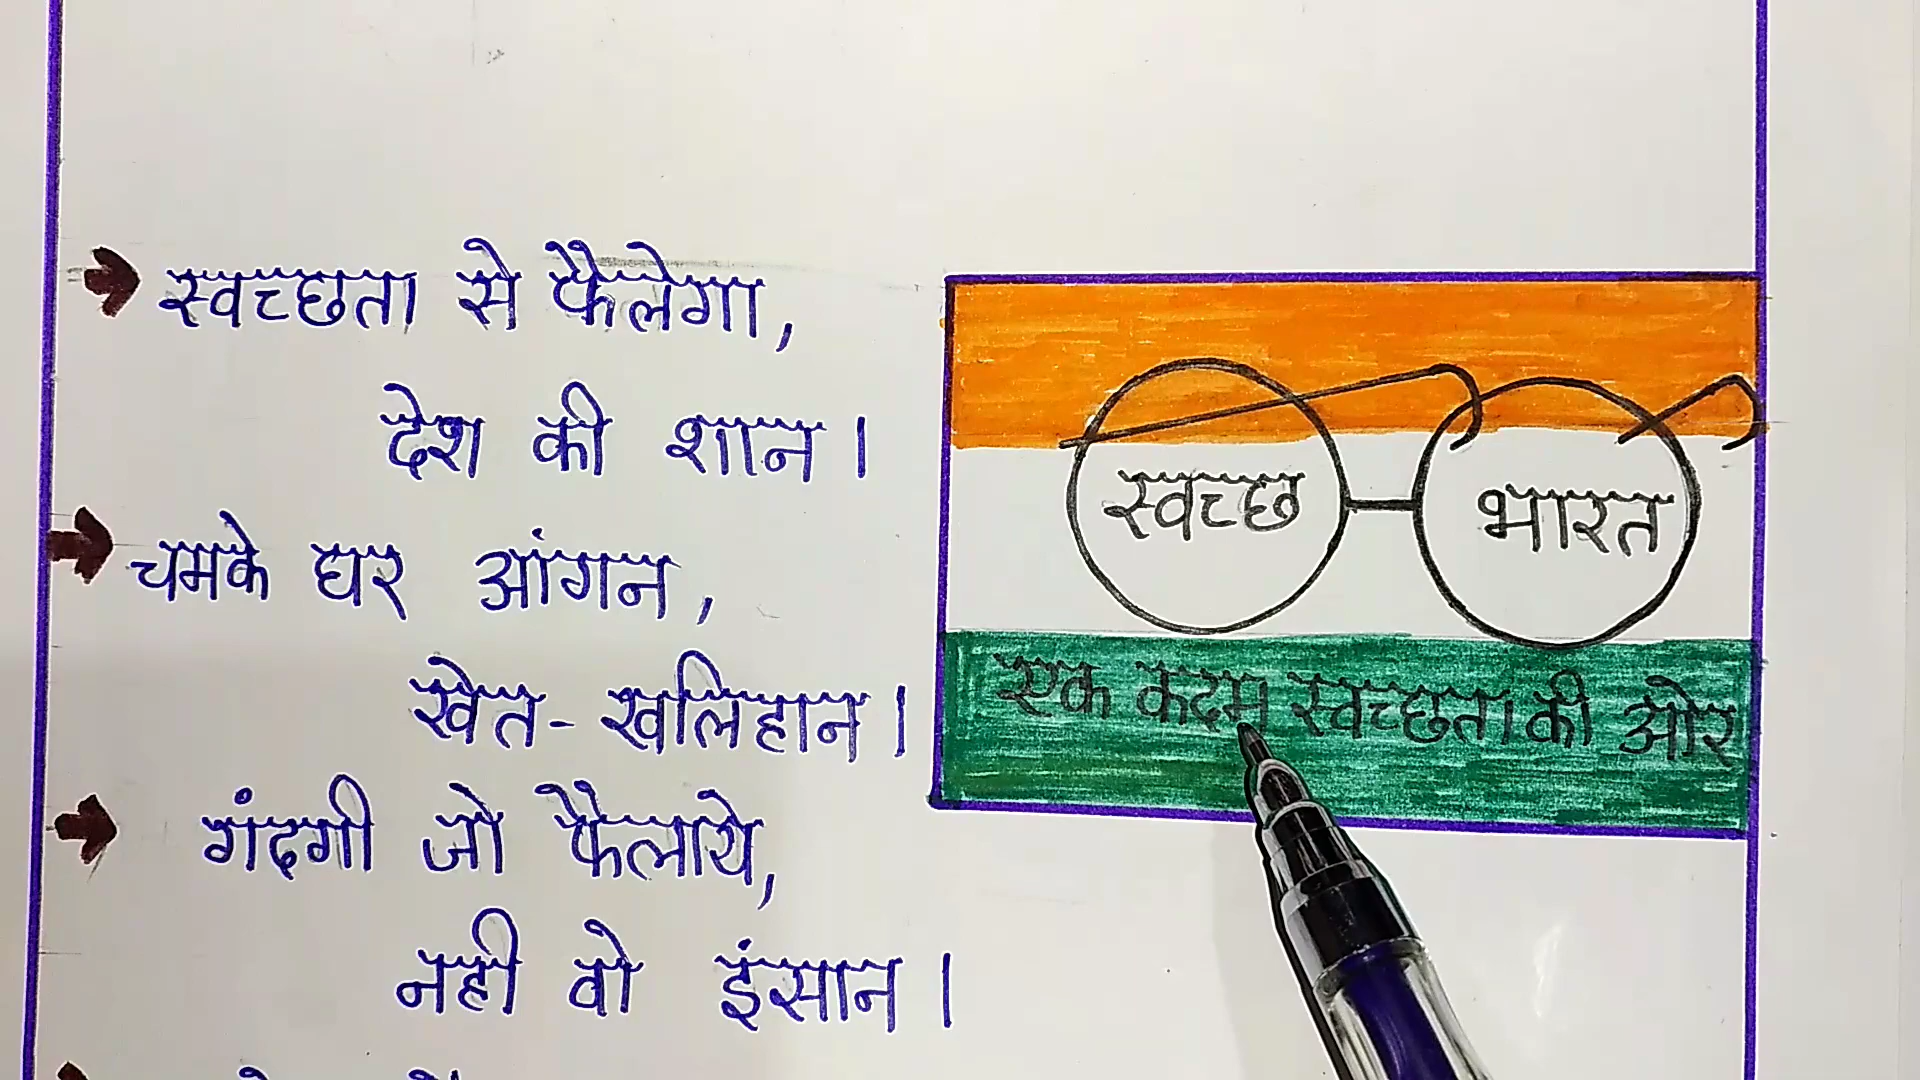 स्वच्छता से फैलेगा,
देश की शान।
चमके घर आंगन,
खेत-खलिहान।
गंदगी जो फैलाये,
नही वो इंसान।
स्वच्छ भारत
एक कदम स्वच्छता की ओर